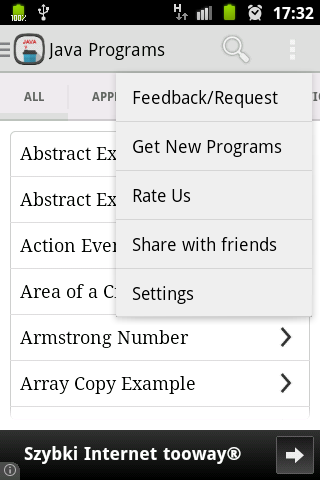 100%
H
17:32
JAVA
Java Programs
ALL
APP
Feedback/Request
Get New Programs
Rate Us
Share with friends
Settings
Abstract Ex
Abstract Ex
Action Even
Area of a C
Armstrong Number
Array Copy Example
Szybki Internet tooway®